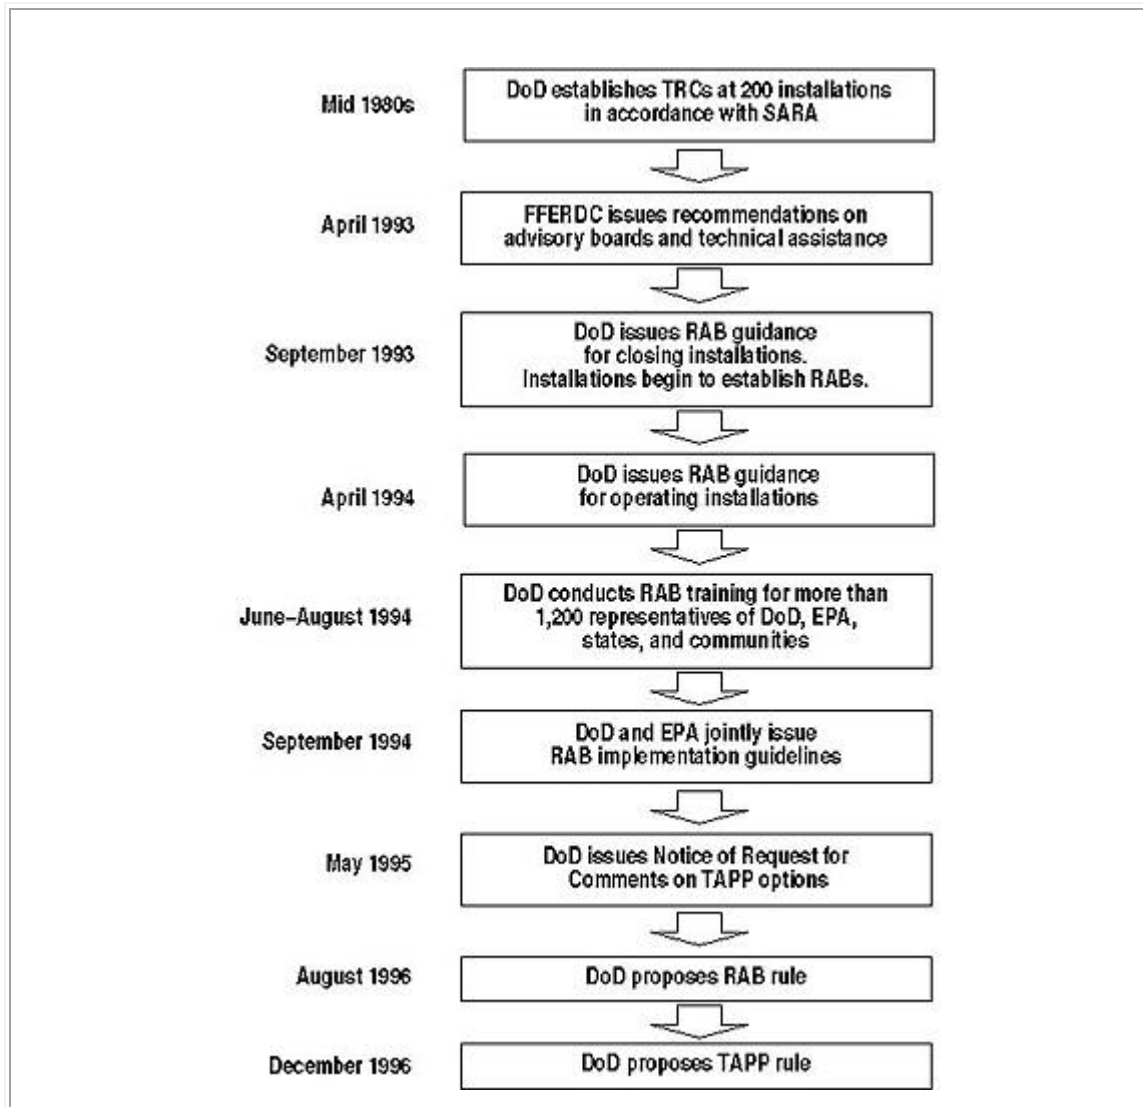 Mid 1980s
DoD establishes TRCs at 200 installations
in accordance with SARA
April 1993
FFERDC issues recommendations on
advisory boards and technical assistance
September 1993
DoD issues RAB guidance
for closing installations.
Installations begin to establish RABs.
April 1994
DoD issues RAB guidance
for operating installations
June–August 1994
DoD conducts RAB training for more than
1,200 representatives of DoD, EPA,
states, and communities
September 1994
DoD and EPA jointly issue
RAB implementation guidelines
May 1995
DoD issues Notice of Request for
Comments on TAPP options
August 1996
DoD proposes RAB rule
December 1996
DoD proposes TAPP rule